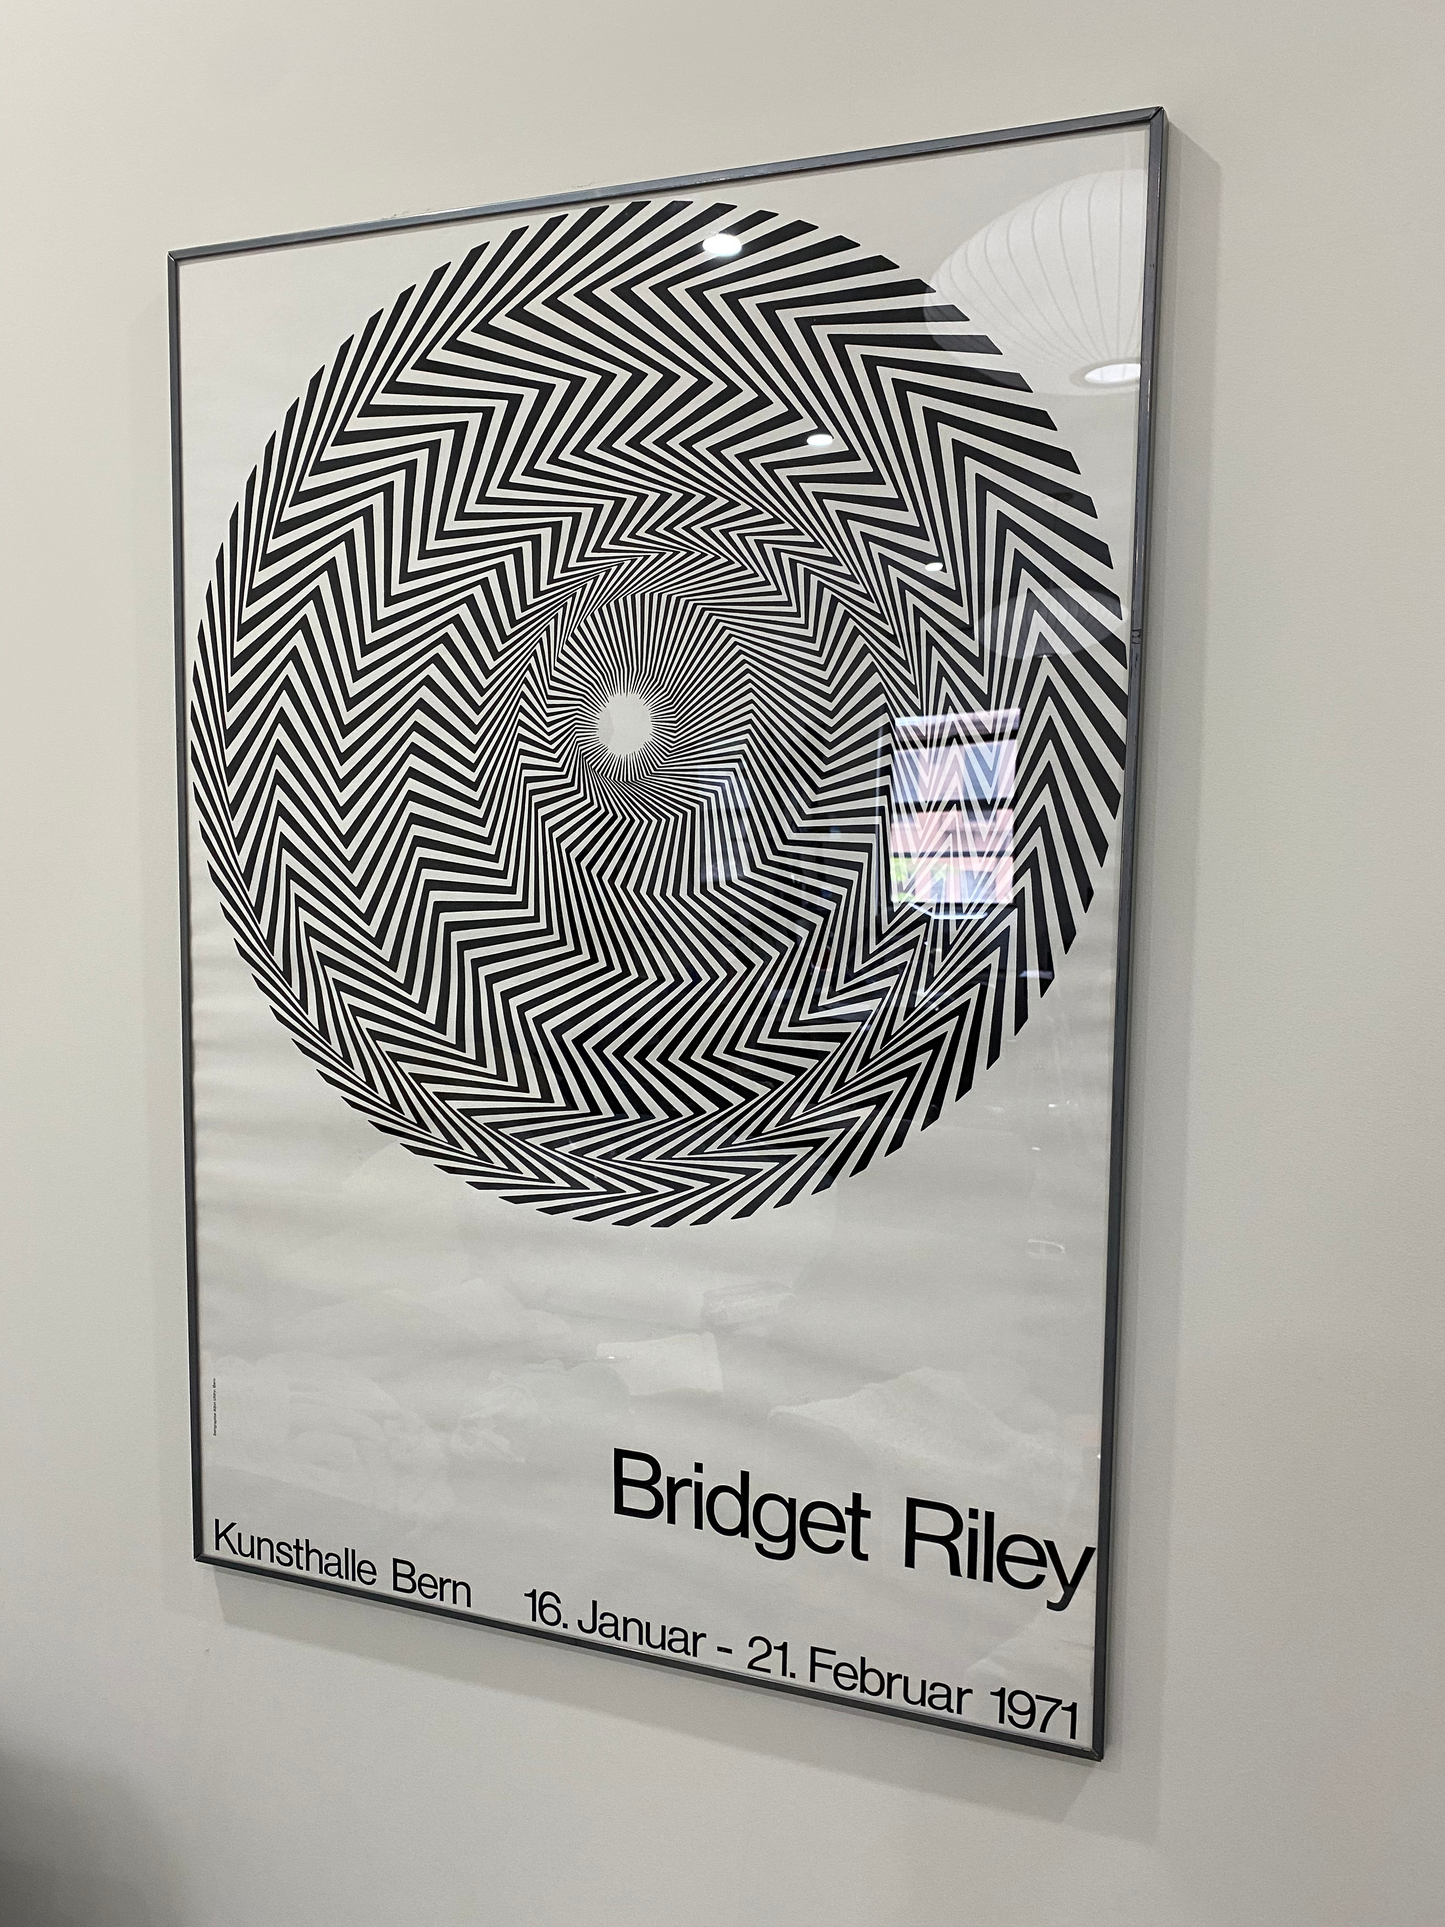 Bridget Riley
Kunsthalle Bern 16. Januar - 21. Februar 1971